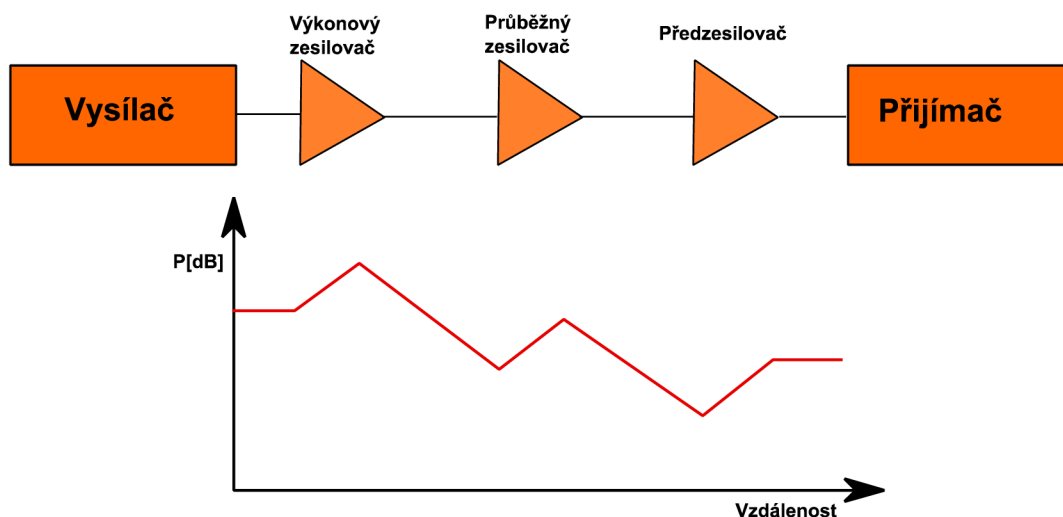 Výkonový
zesilovač
Průběžný
zesilovač
Předzesilovač
Vysílač
Přijímač
P[dB]
Vzdálenost